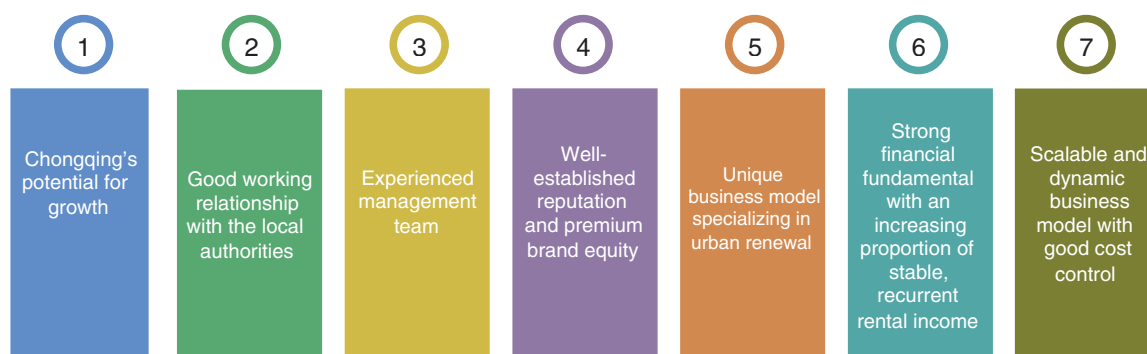 1
Chongqing’s
potential for
growth
2
Good working
relationship
with the local
authorities
3
Experienced
management
team
4
Well-
established
reputation
and premium
brand equity
5
Unique
business model
specializing in
urban renewal
6
Strong
financial
fundamental
with an
increasing
proportion of
stable,
recurrent
rental income
7
Scalable and
dynamic
business
model with
good cost
control